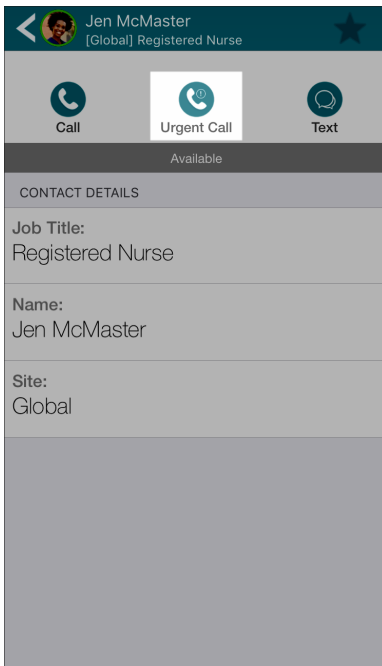 Jen McMaster
[Global] Registered Nurse
Call
Urgent Call
Text
Available
CONTACT DETAILS
Job Title:
Registered Nurse
Name:
Jen McMaster
Site:
Global